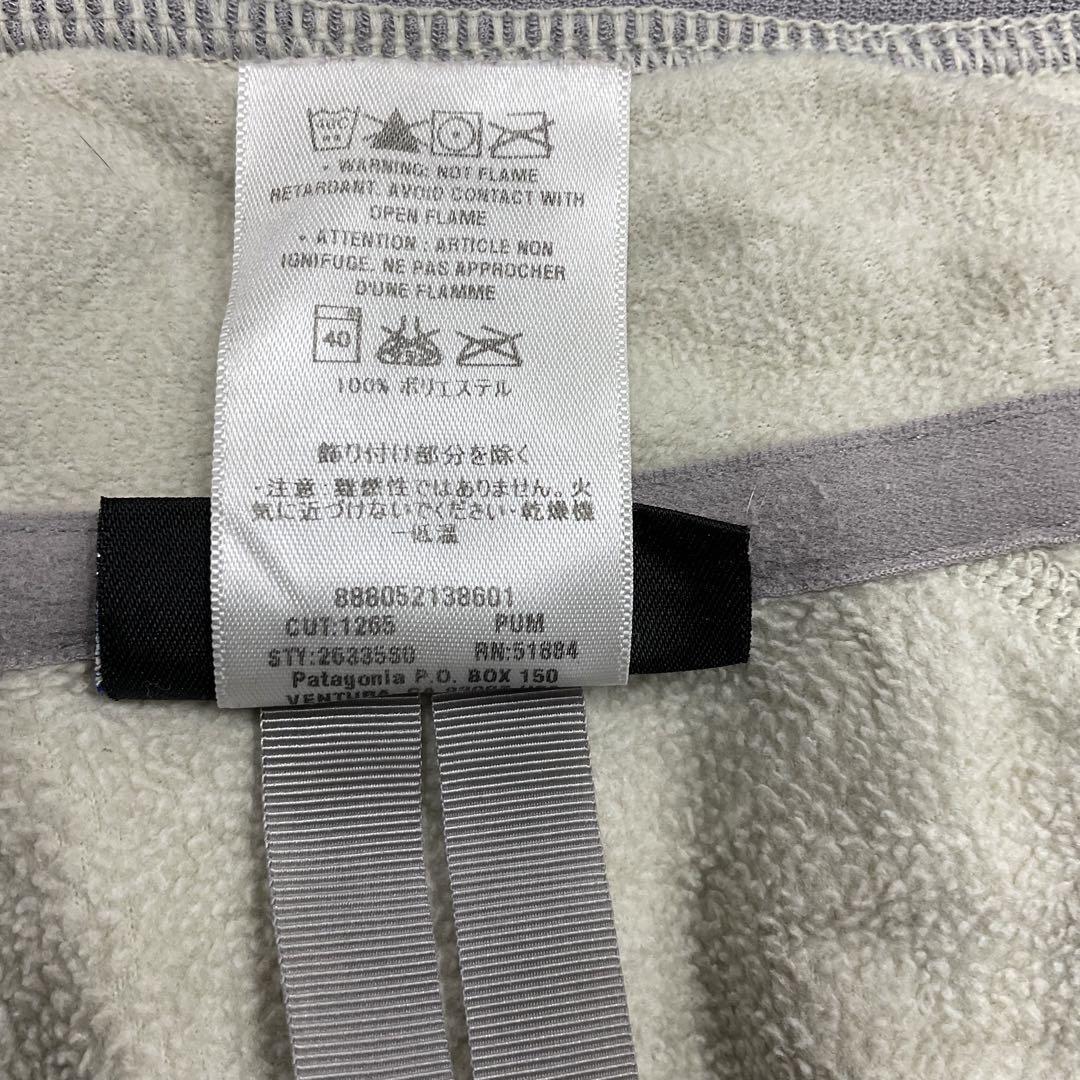 • WARNING: NOT FLAME
RETARDANT. AVOID CONTACT WITH
OPEN FLAME
• ATTENTION : ARTICLE NON
IGNIFUGE. NE PAS APPROCHER
D'UNE FLAMME
40
100% ポリエステル
飾り付け部分を除く
・注意・難燃性ではありません。火
気に近づけないでください・乾燥機
－低温
888052138601
CUT:1265 PUM
STY:26335S0 RN:51884
Patagonia P.O. BOX 150
VENTURA